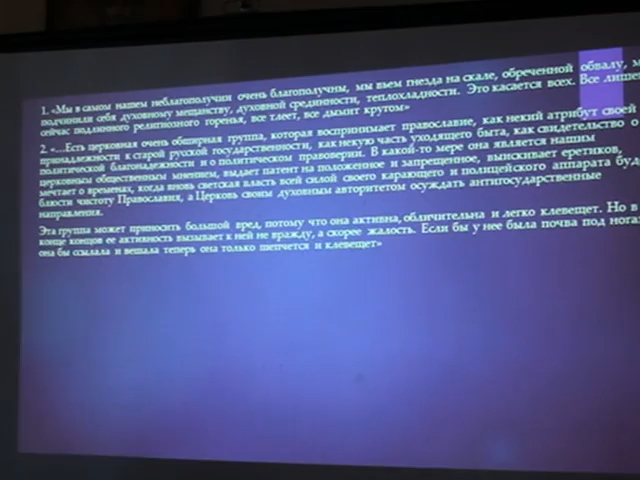 1. «Мы в самом нашем неблагополучии очень благополучны, мы вьем гнезда на скале, обреченной обвалу, м
подчинили себя духовному мещанству, духовной срединности, теплохладности. Это касается всех. Все лише
сейчас подлинного религиозного горенья, все тлеет, все дымит кругом»
2. «...Есть церковная очень обширная группа, которая воспринимает православие, как некий атрибут своей
принадлежности к старой русской государственности, как некую часть уходящего быта, как свидетельство о
политической благонадежности и о политическом правоверии. В какой-то мере она является нашим
церковным общественным мнением, выдает патент на положенное и запрещенное, выискивает еретиков,
мечтает о временах, когда вновь светская власть всей силой своего карающего и полицейского аппарата буд
блюсти чистоту Православия, а Церковь своим духовным авторитетом осуждать антигосударственные
направления.
Эта группа может приносить большой вред, потому что она активна, обличительна и легко клевещет. Но в
конце концов ее активность вызывает к ней не вражду, а скорее жалость. Если бы у нее была почва под нога
она бы ссылала и вешала теперь она только шепчется и клевещет»